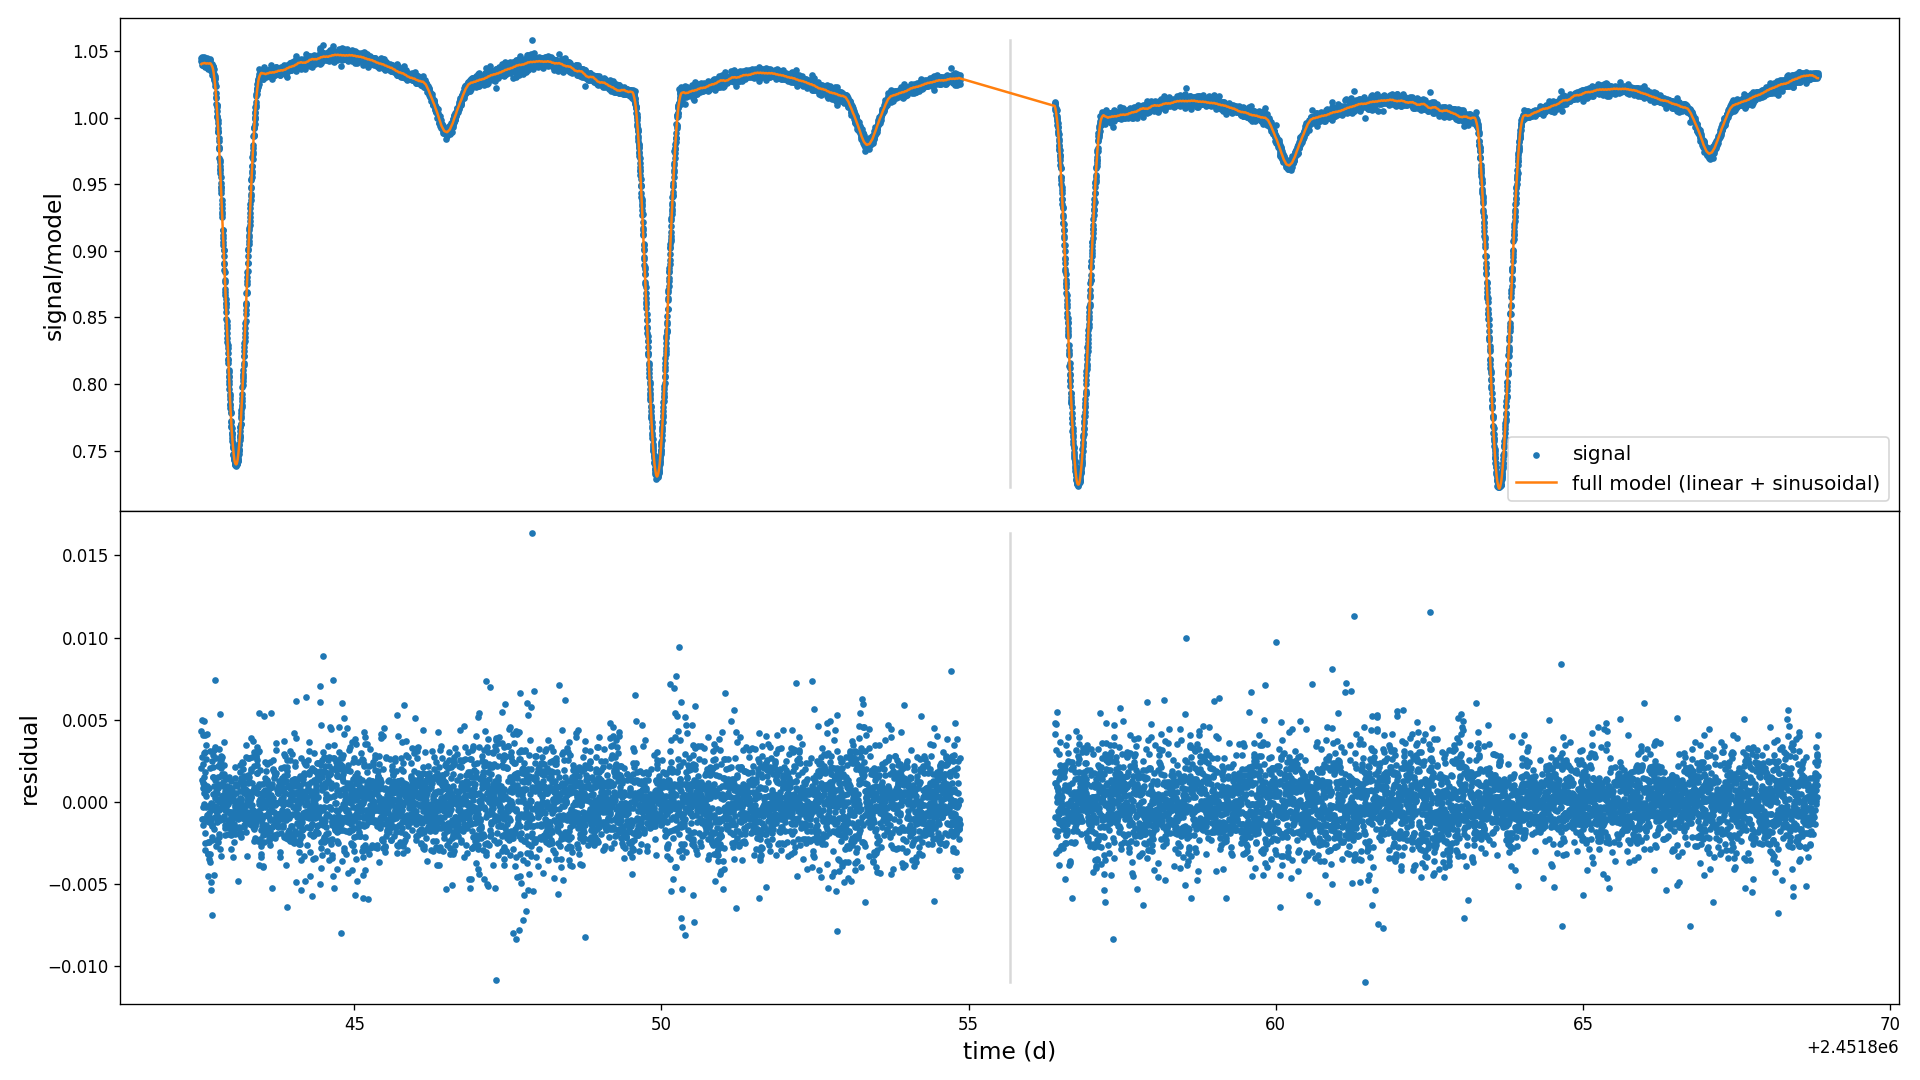 signal/model
1.05
1.00
0.95
0.90
0.85
0.80
0.75
signal
full model (linear + sinusoidal)
residual
0.015
0.010
0.005
0.000
−0.005
−0.010
45 50 55 60 65 70
time (d)
+2.4518e6